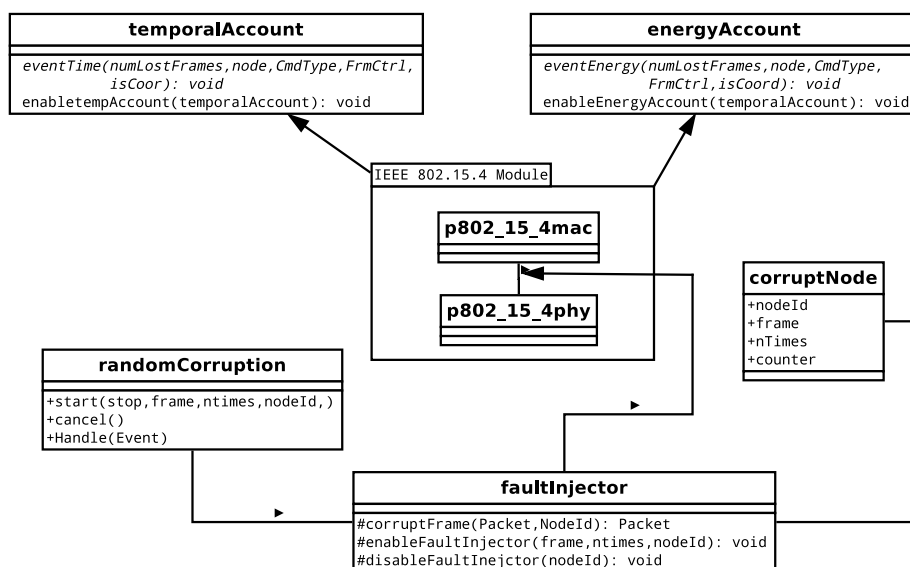 temporalAccount
eventTime(numLostFrames,node,CmdType,FrmCtrl,
isCoor): void
enabletempAccount(temporalAccount): void
energyAccount
eventEnergy(numLostFrames,node,CmdType,
FrmCtrl,isCoord): void
enableEnergyAccount(temporalAccount): void
IEEE 802.15.4 Module
p802_15_4mac
p802_15_4phy
corruptNode
+nodeId
+frame
+nTimes
+counter
randomCorruption
+start(stop,frame,ntimes,nodeId,)
+cancel()
+Handle(Event)
faultInjector
#corruptFrame(Packet,NodeId): Packet
#enableFaultInjector(frame,ntimes,nodeId): void
#disableFaultInejctor(nodeId): void